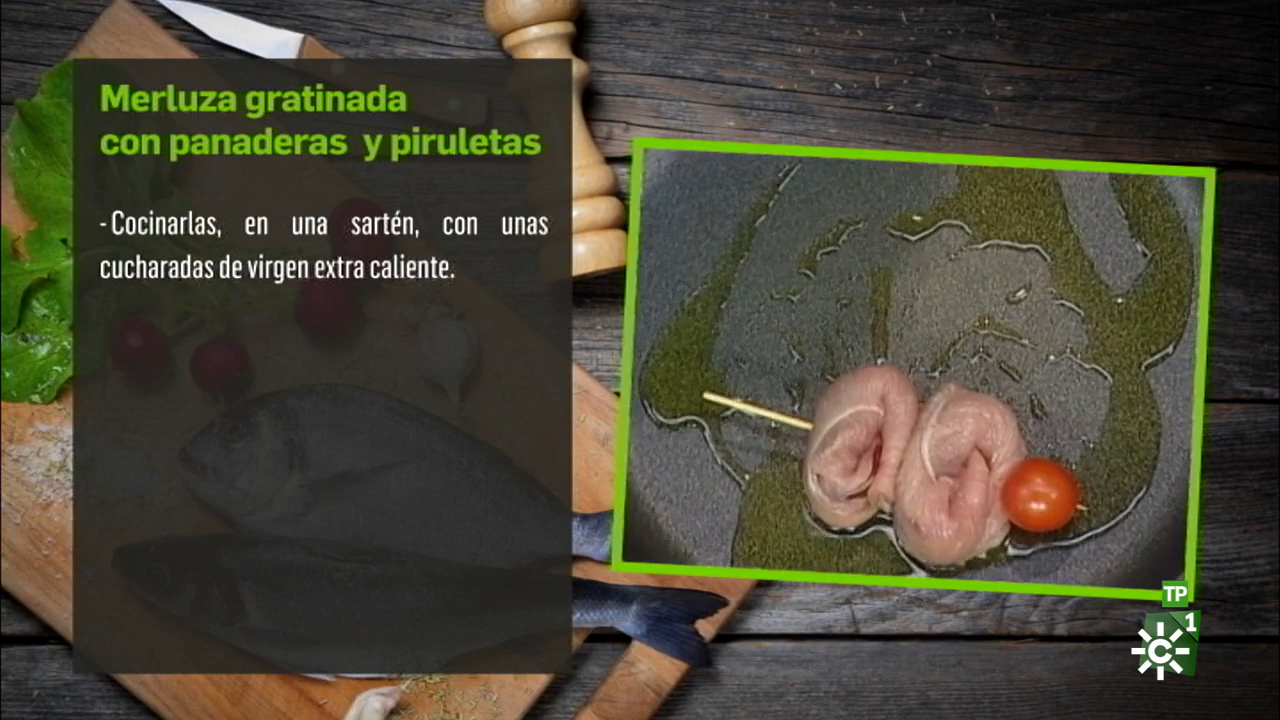 Merluza gratinada
con panaderas y piruletas
- Cocinarlas, en una sartén, con unas
cucharadas de virgen extra caliente.
TP
1